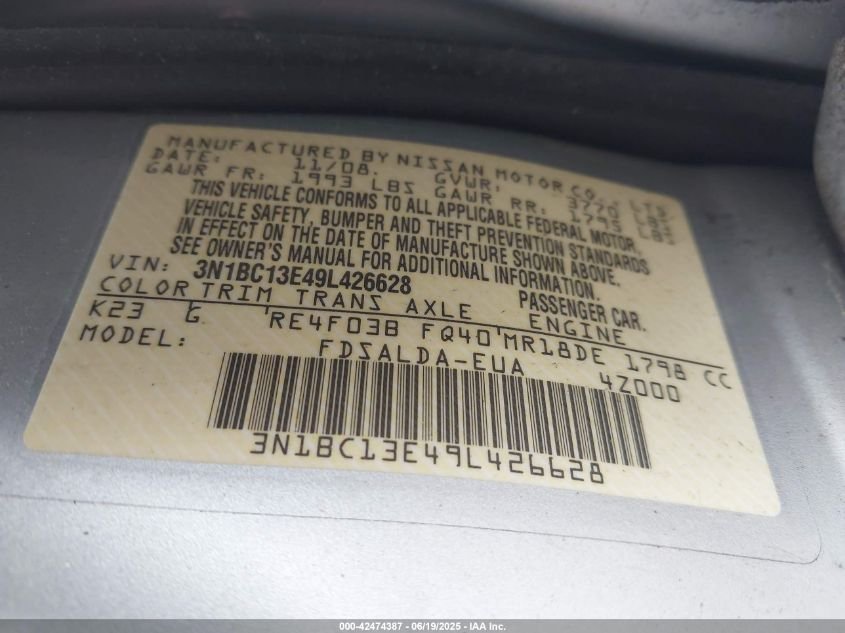 MANUFACTURED BY NISSAN MOTOR CO., LTD
DATE: 11/08. GVWR: 3770
GAWR FR: 1993 LBS GAWR RR: 1795
THIS VEHICLE CONFORMS TO ALL APPLICABLE FEDERAL MOTOR
VEHICLE SAFETY, BUMPER AND THEFT PREVENTION STANDARDS
IN EFFECT ON THE DATE OF MANUFACTURE SHOWN ABOVE.
SEE OWNER'S MANUAL FOR ADDITIONAL INFORMATION.
VIN: 3N1BC13E49L426628 PASSENGER CAR.
COLOR TRIM TRANS AXLE ENGINE
K23 G RE4F03B FQ40 MR18DE 1798 CC
MODEL: FDSALDA-EUA 4Z000
3N1BC13E49L426628
000-42474387 - 06/19/2025 - IAA Inc.